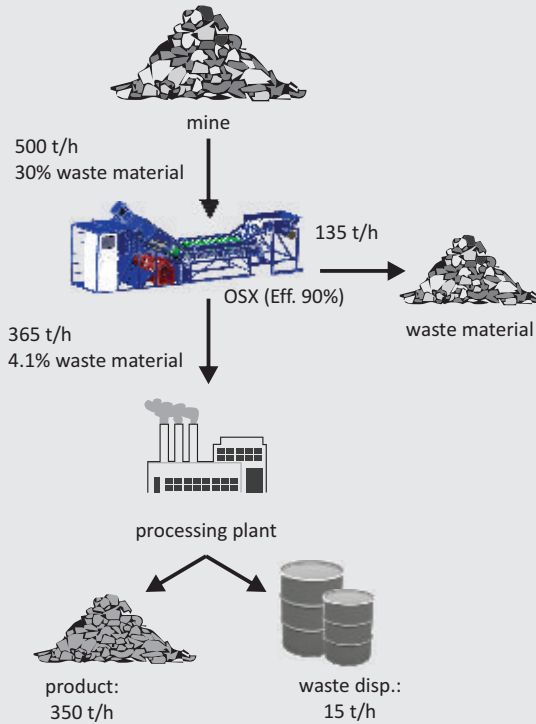 mine
500 t/h
30% waste material
135 t/h
OSX (Eff. 90%)
waste material
365 t/h
4.1% waste material
processing plant
product:
350 t/h
waste disp.:
15 t/h